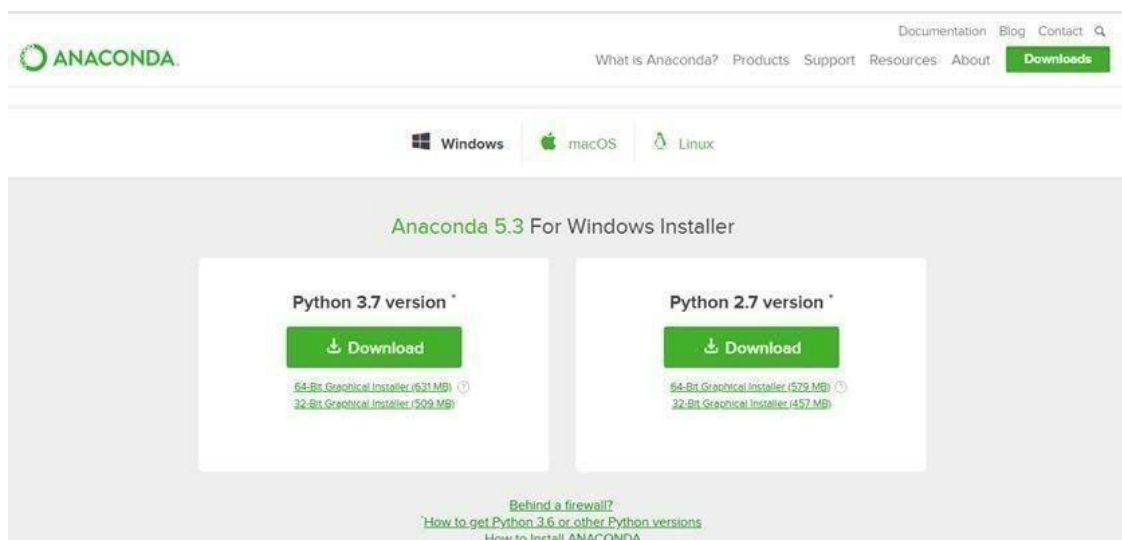 Documentation Blog Contact
ANACONDA.
What is Anaconda? Products Support Resources About Downloads
Windows macOS Linux
Anaconda 5.3 For Windows Installer
Python 3.7 version *
Download
64-Bit Graphical Installer (631 MB) ?
32-Bit Graphical Installer (509 MB)
Python 2.7 version *
Download
64-Bit Graphical Installer (579 MB) ?
32-Bit Graphical Installer (457 MB)
Behind a firewall?
*How to get Python 3.6 or other Python versions
How to Install ANACONDA